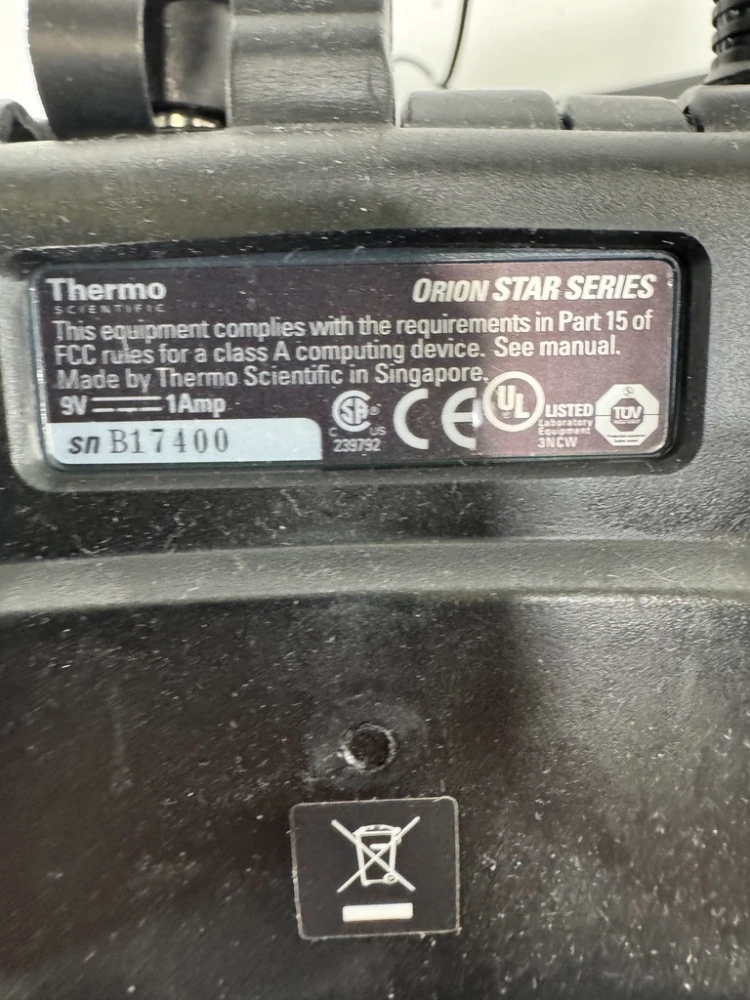 Thermo
SCIENTIFIC
ORION STAR SERIES
This equipment complies with the requirements in Part 15 of
FCC rules for a class A computing device. See manual.
Made by Thermo Scientific in Singapore.
9V 1Amp
sn B17400
SP
C US
239792
CE
UL
LISTED
Laboratory
Equipment
3NCW
TUV